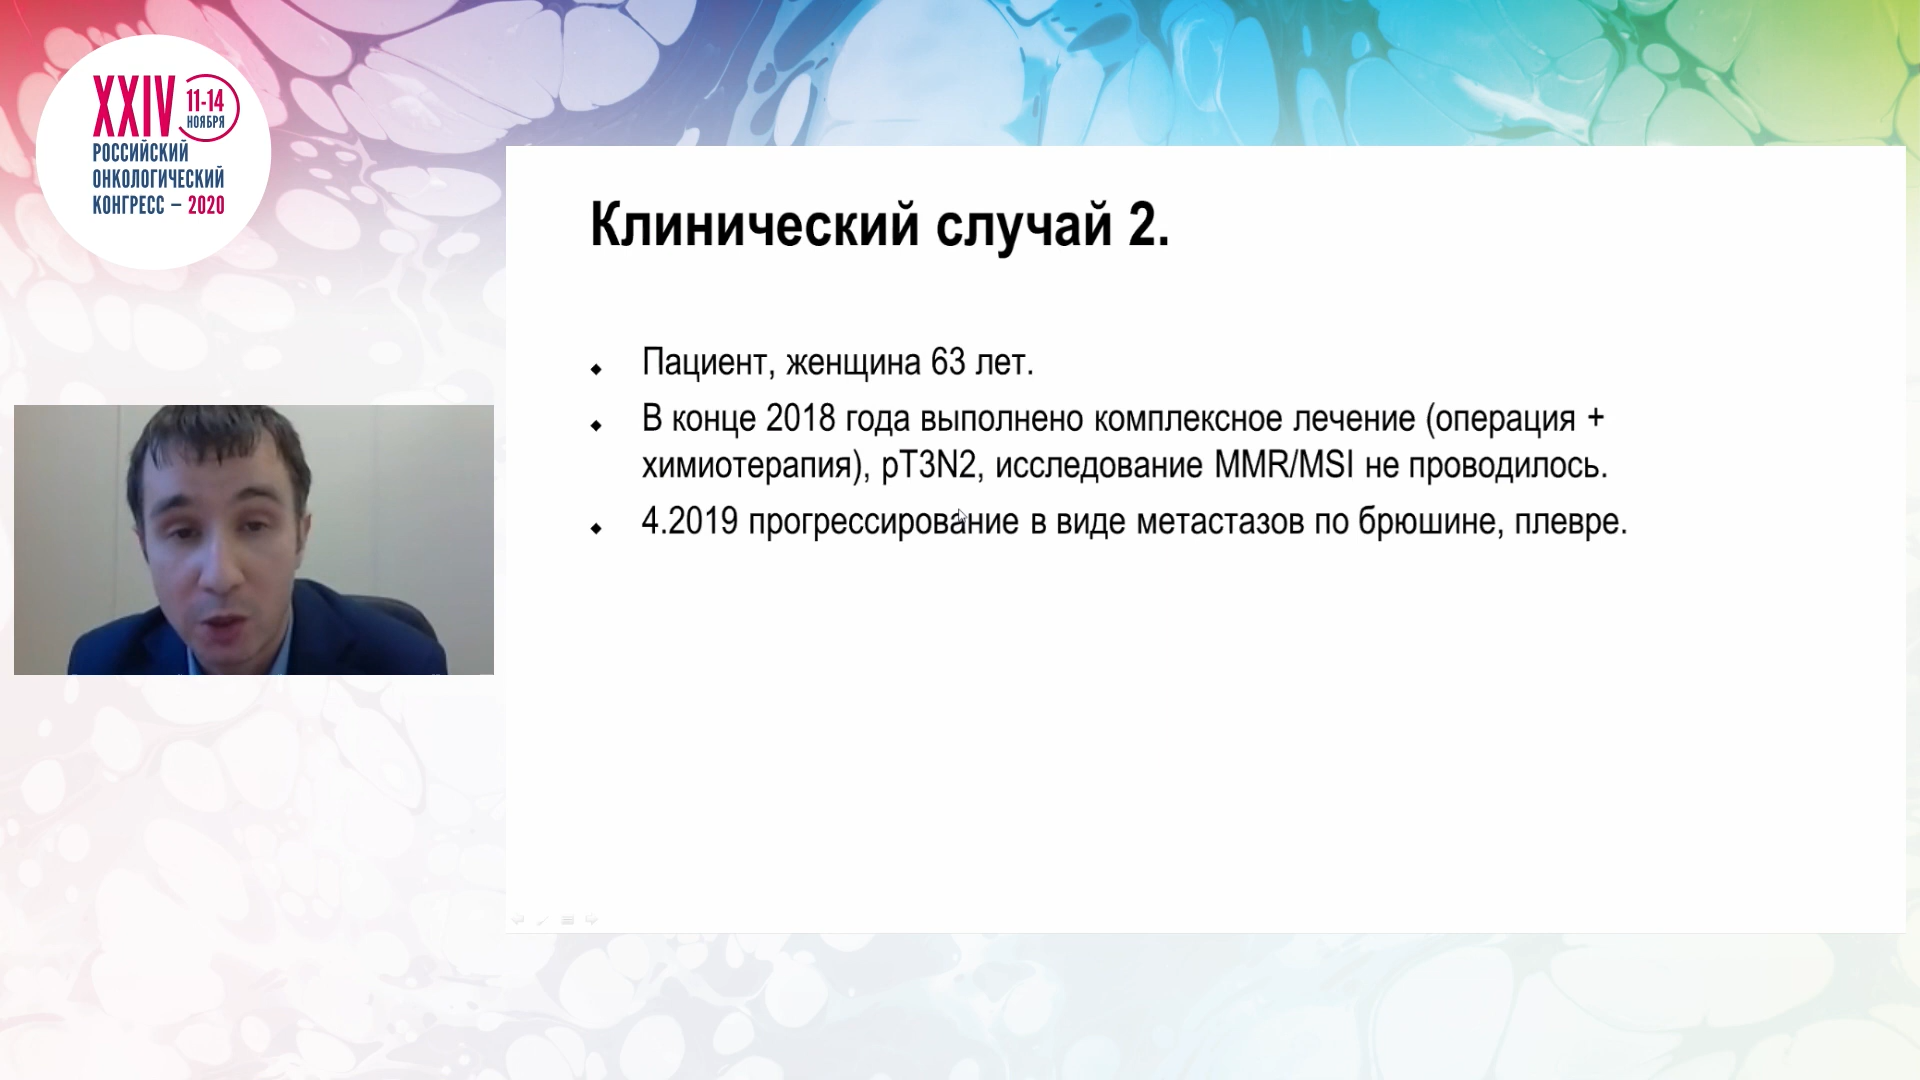 XXIV 11-14
НОЯБРЯ
РОССИЙСКИЙ
ОНКОЛОГИЧЕСКИЙ
КОНГРЕСС – 2020
Клинический случай 2.
Пациент, женщина 63 лет.
В конце 2018 года выполнено комплексное лечение (операция +
химиотерапия), pT3N2, исследование MMR/MSI не проводилось.
4.2019 прогрессирование в виде метастазов по брюшине, плевре.